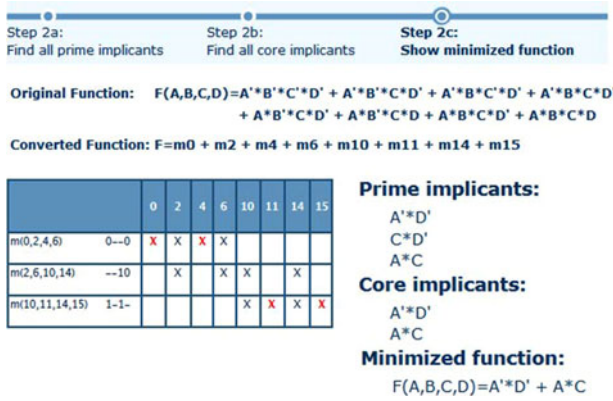 Step 2a:
Find all prime implicants
Step 2b:
Find all core implicants
Step 2c:
Show minimized function
Original Function: F(A,B,C,D)=A'*B'*C'*D' + A'*B'*C*D' + A'*B*C'*D' + A'*B*C*D'
+ A*B'*C*D' + A*B'*C*D + A*B*C*D' + A*B*C*D
Converted Function: F=m0 + m2 + m4 + m6 + m10 + m11 + m14 + m15
0 2 4 6 10 11 14 15
m(0,2,4,6) 0--0 X X X X
m(2,6,10,14) --10 X X X X
m(10,11,14,15) 1-1- X X X X
Prime implicants:
A'*D'
C*D'
A*C
Core implicants:
A'*D'
A*C
Minimized function:
F(A,B,C,D)=A'*D' + A*C